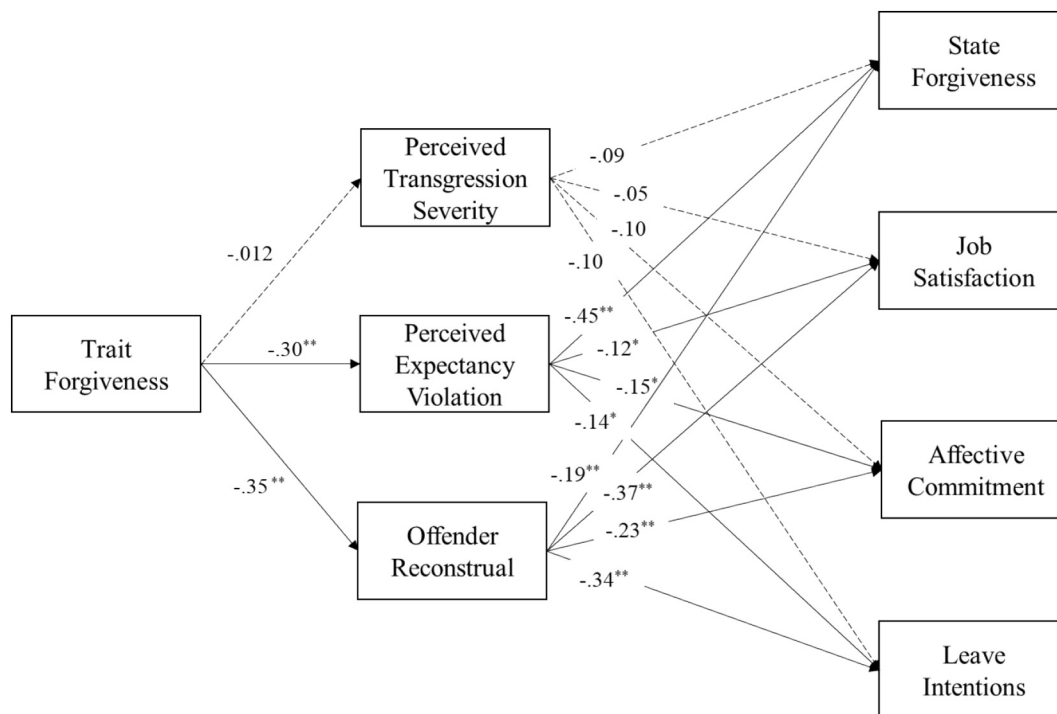 State
Forgiveness
Perceived
Transgression
Severity
-.09
-.05
-.10
-.10
Job
Satisfaction
-.012
Trait
Forgiveness
-.30**
Perceived
Expectancy
Violation
-.45**
-.12*
-.15*
-.14*
Affective
Commitment
-.35**
Offender
Reconstrual
-.19**
-.37**
-.23**
-.34**
Leave
Intentions